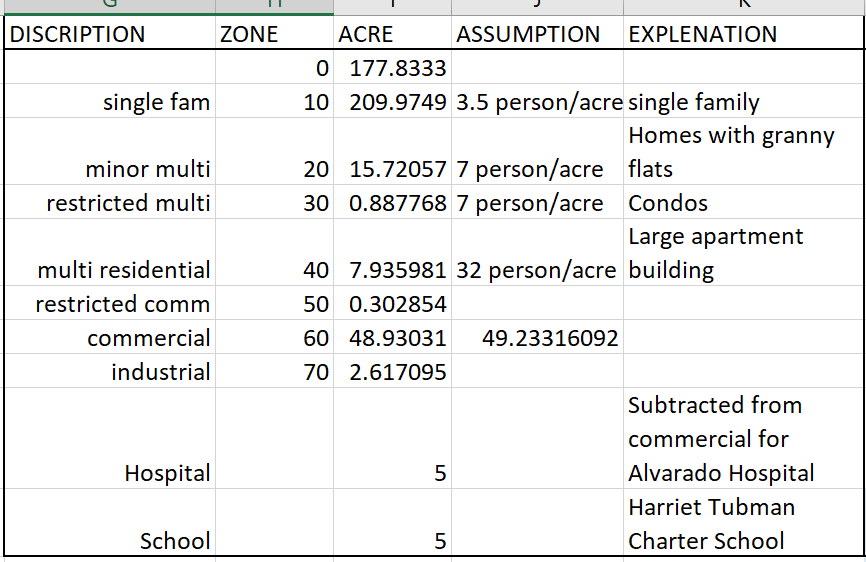 DISCRIPTION ZONE ACRE ASSUMPTION EXPLENATION
0 177.8333
single fam 10 209.9749 3.5 person/acre single family
Homes with granny
minor multi 20 15.72057 7 person/acre flats
restricted multi 30 0.887768 7 person/acre Condos
Large apartment
multi residential 40 7.935981 32 person/acre building
restricted comm 50 0.302854
commercial 60 48.93031 49.23316092
industrial 70 2.617095
Subtracted from
commercial for
Hospital 5 Alvarado Hospital
Harriet Tubman
School 5 Charter School